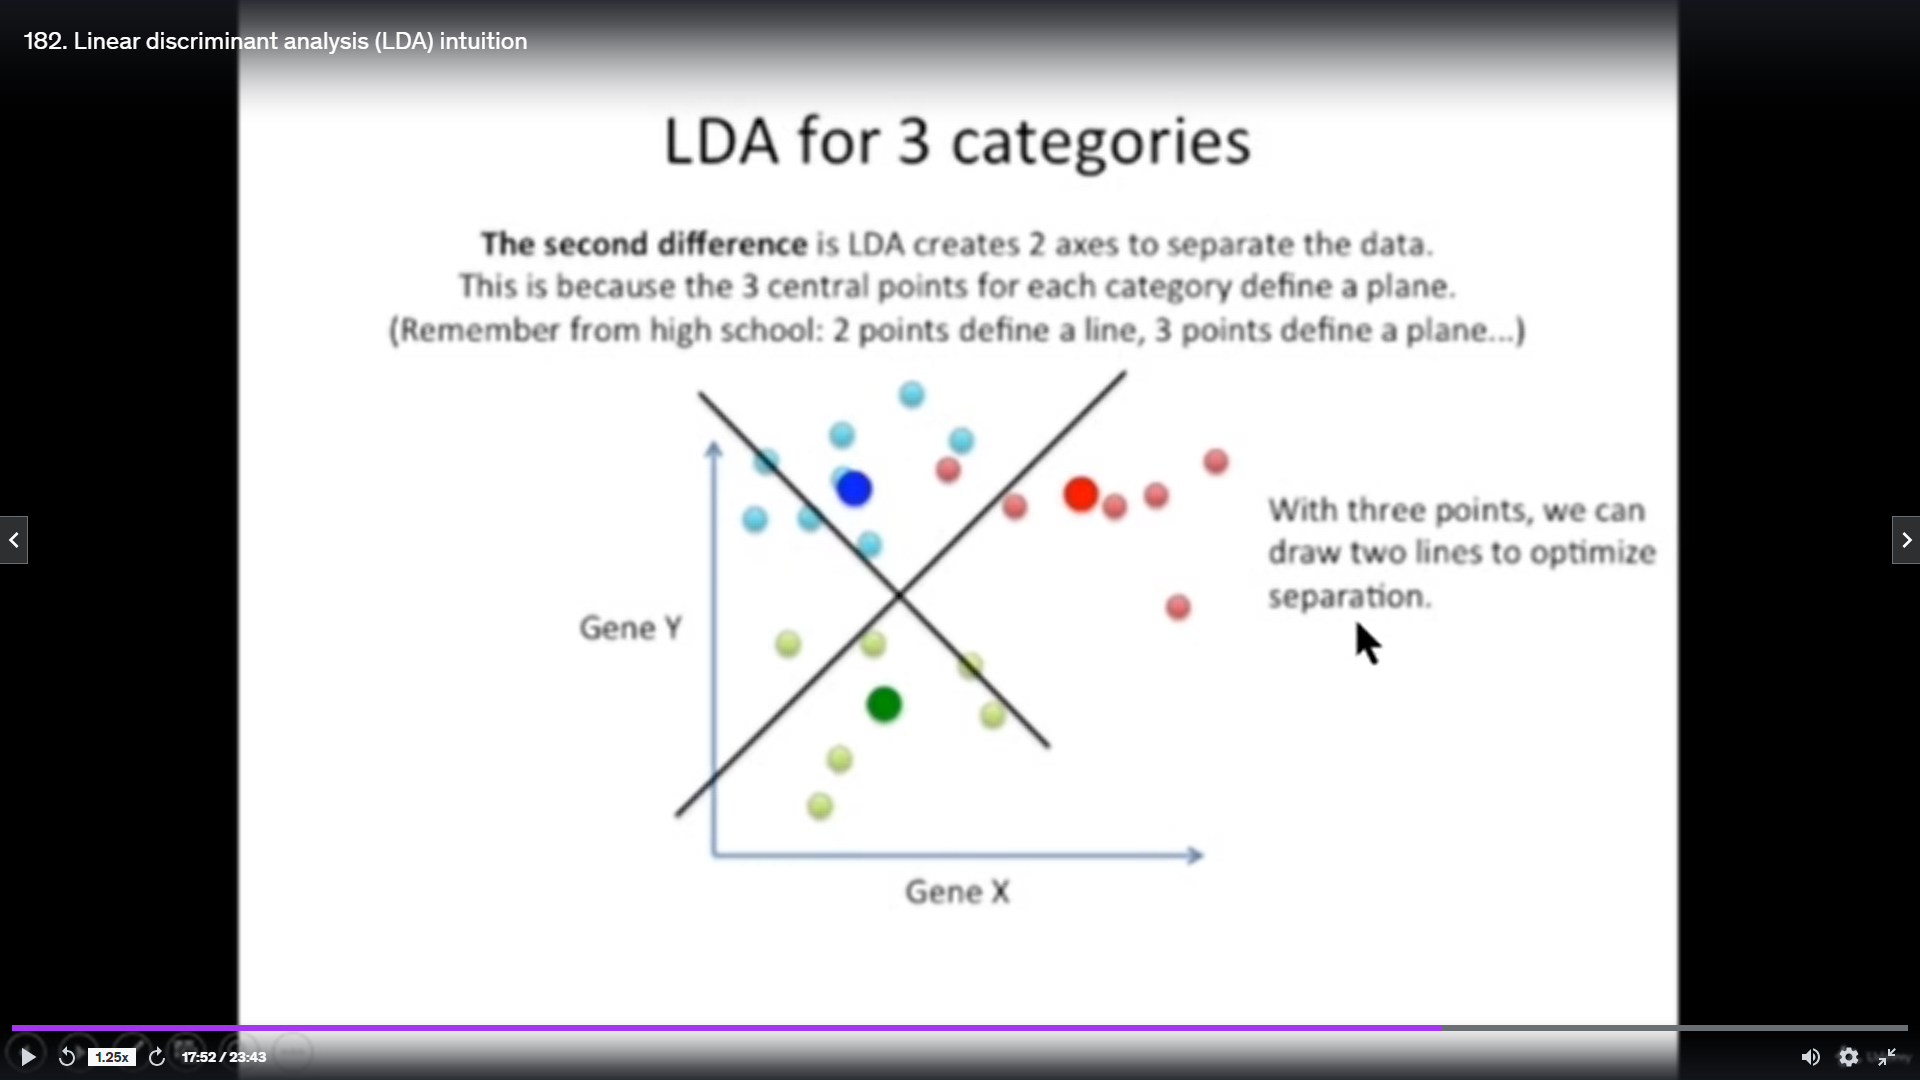 182. Linear discriminant analysis (LDA) intuition
LDA for 3 categories
The second difference is LDA creates 2 axes to separate the data.
This is because the 3 central points for each category define a plane.
(Remember from high school: 2 points define a line, 3 points define a plane...)
With three points, we can
draw two lines to optimize
separation.
Gene Y
Gene X
1.25x
17:52 / 23:43